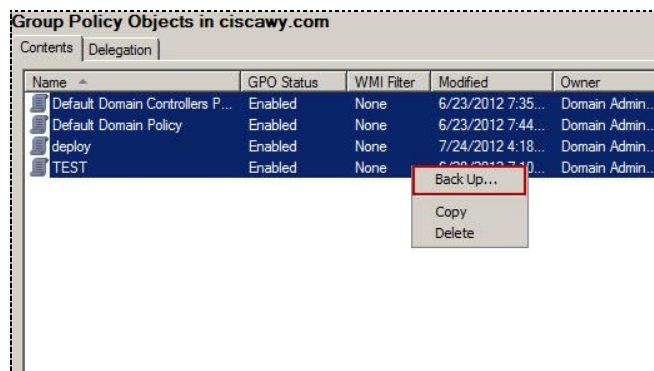 Group Policy Objects in ciscawy.com
Contents Delegation
Name GPO Status WMI Filter Modified Owner
Default Domain Controllers P... Enabled None 6/23/2012 7:35... Domain Admin...
Default Domain Policy Enabled None 6/23/2012 7:44... Domain Admin...
deploy Enabled None 7/24/2012 4:18... Domain Admin...
TEST Enabled None Domain Admin...
Back Up...
Copy
Delete